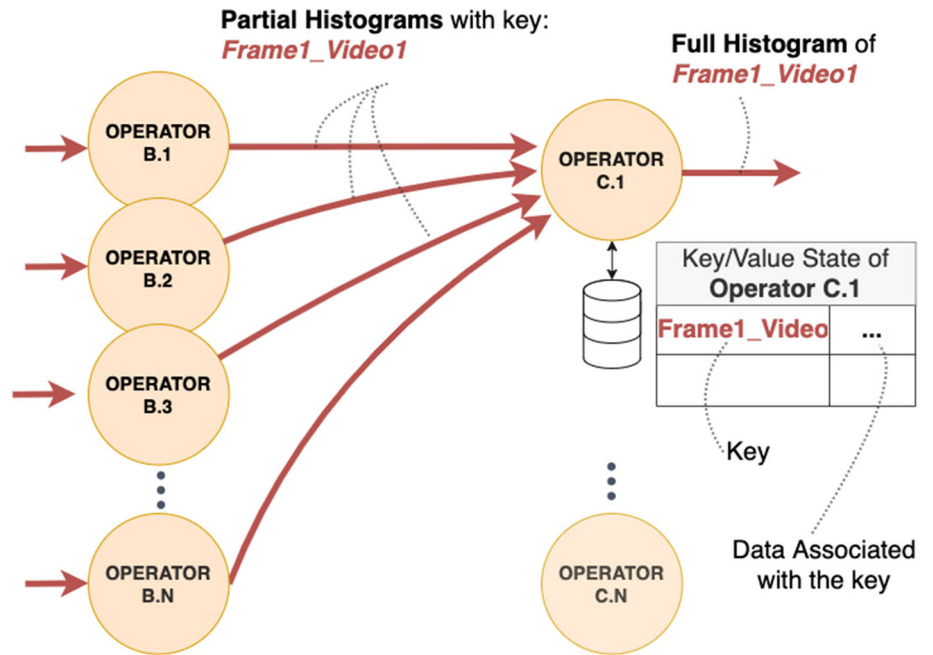 Partial Histograms with key:
Frame1_Video1
Full Histogram of
Frame1_Video1
OPERATOR
B.1
OPERATOR
B.2
OPERATOR
B.3
OPERATOR
B.N
OPERATOR
C.1
Key/Value State of
Operator C.1
Frame1_Video
...
Key
Data Associated
with the key
OPERATOR
C.N